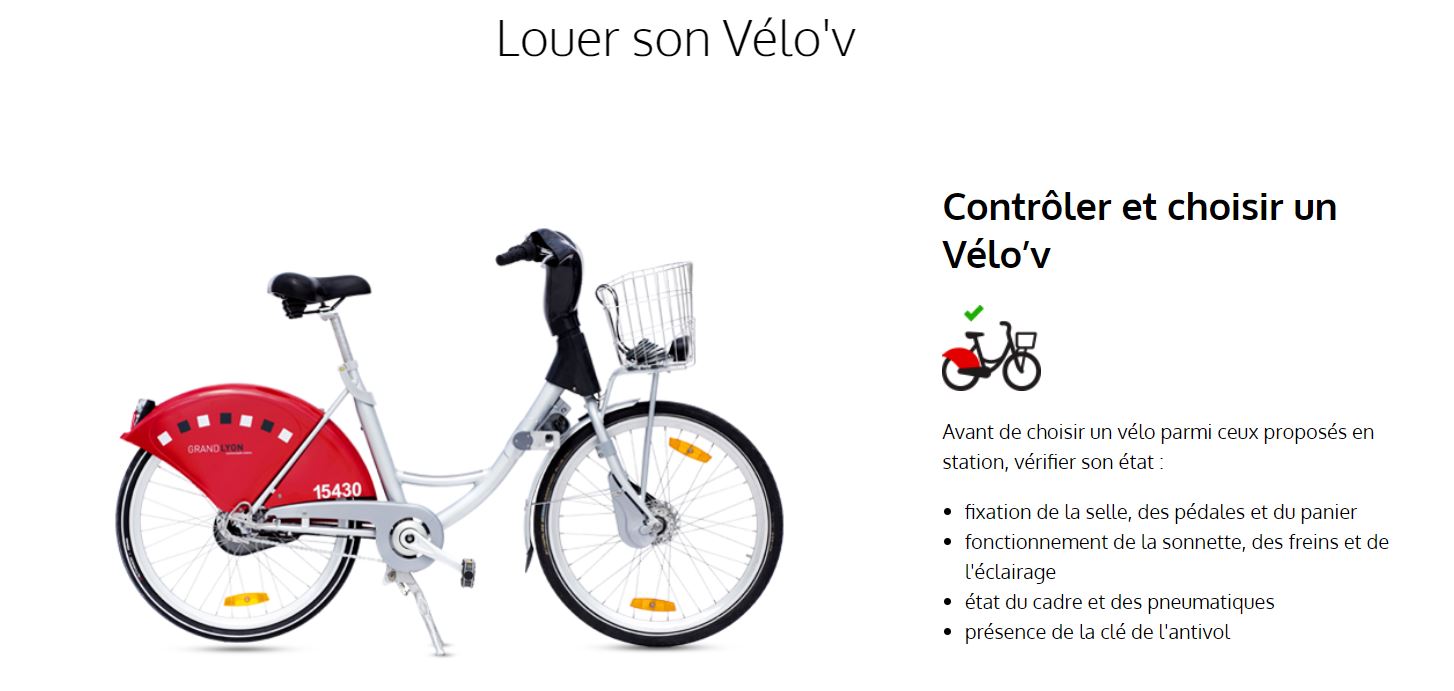 Louer son Vélo'v
GRAND LYON
15430
Contrôler et choisir un
Vélo’v
Avant de choisir un vélo parmi ceux proposés en
station, vérifier son état :
• fixation de la selle, des pédales et du panier
• fonctionnement de la sonnette, des freins et de
l'éclairage
• état du cadre et des pneumatiques
• présence de la clé de l'antivol